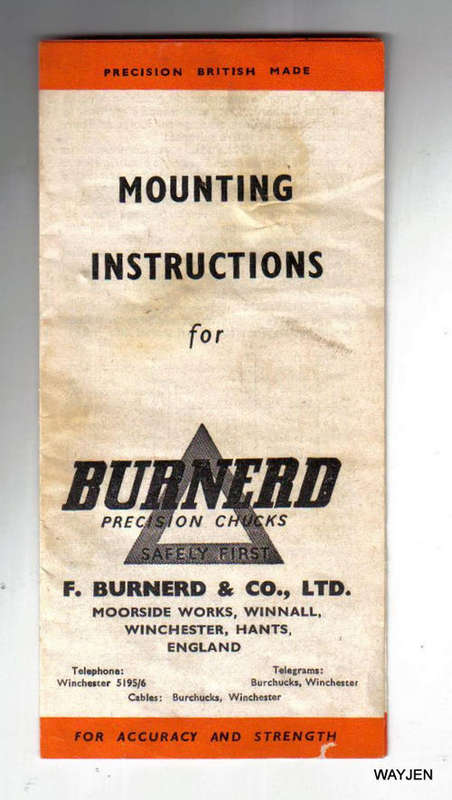 PRECISION BRITISH MADE
MOUNTING
INSTRUCTIONS
for
BURNERD
PRECISION CHUCKS
SAFELY FIRST
F. BURNERD & CO., LTD.
MOORSIDE WORKS, WINNALL,
WINCHESTER, HANTS,
ENGLAND
Telephone:
Winchester 5195/6
Telegrams:
Burchucks, Winchester
Cables: Burchucks, Winchester
FOR ACCURACY AND STRENGTH
WAYJEN